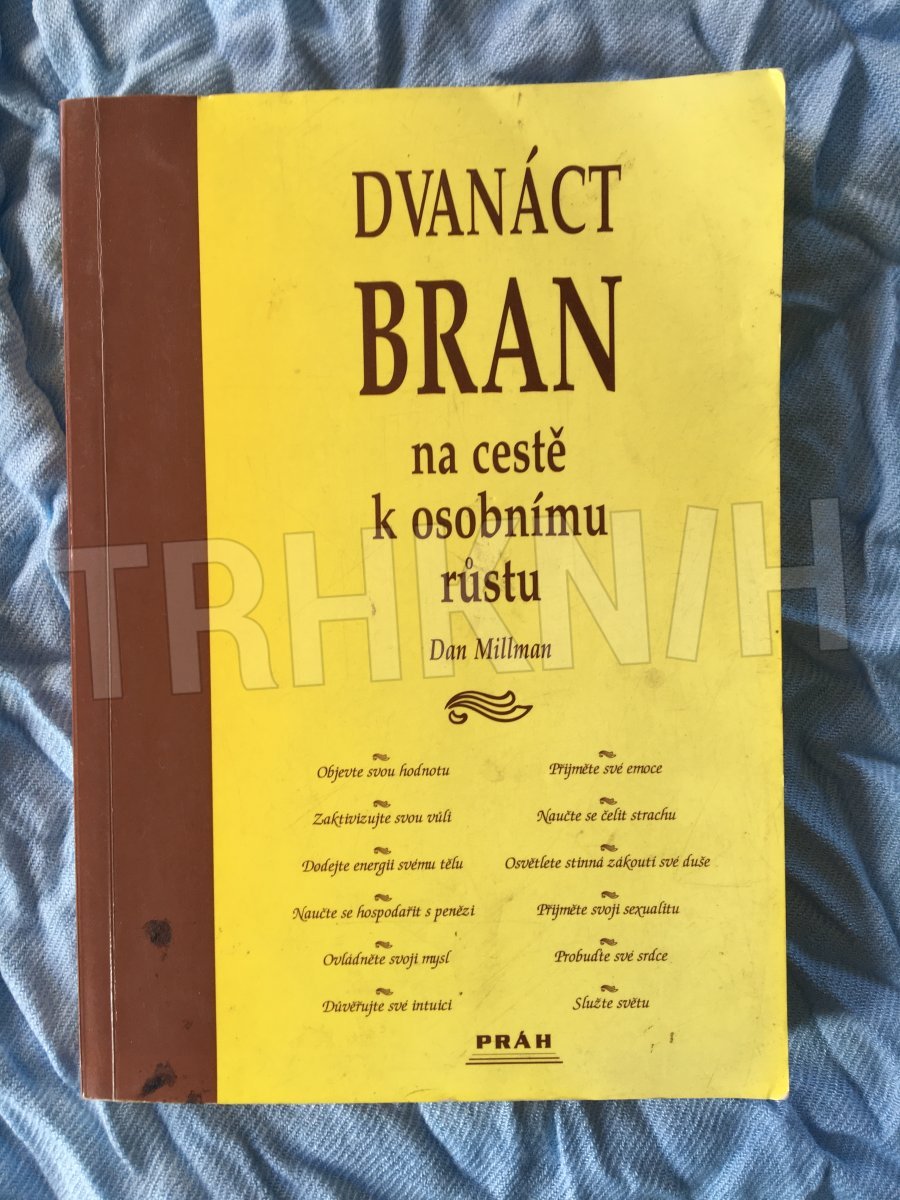 DVANÁCT
BRAN
na cestě
k osobnímu
růstu
Dan Millman
Objevte svou hodnotu
Zaktivizujte svou vůli
Dodejte energii svému tělu
Naučte se hospodařit s penězi
Ovládněte svoji mysl
Důvěřujte své intuici
Přijměte své emoce
Naučte se čelit strachu
Osvětlete stinná zákoutí své duše
Přijměte svoji sexualitu
Probuďte své srdce
Služte světu
PRÁH
TRHKNIH